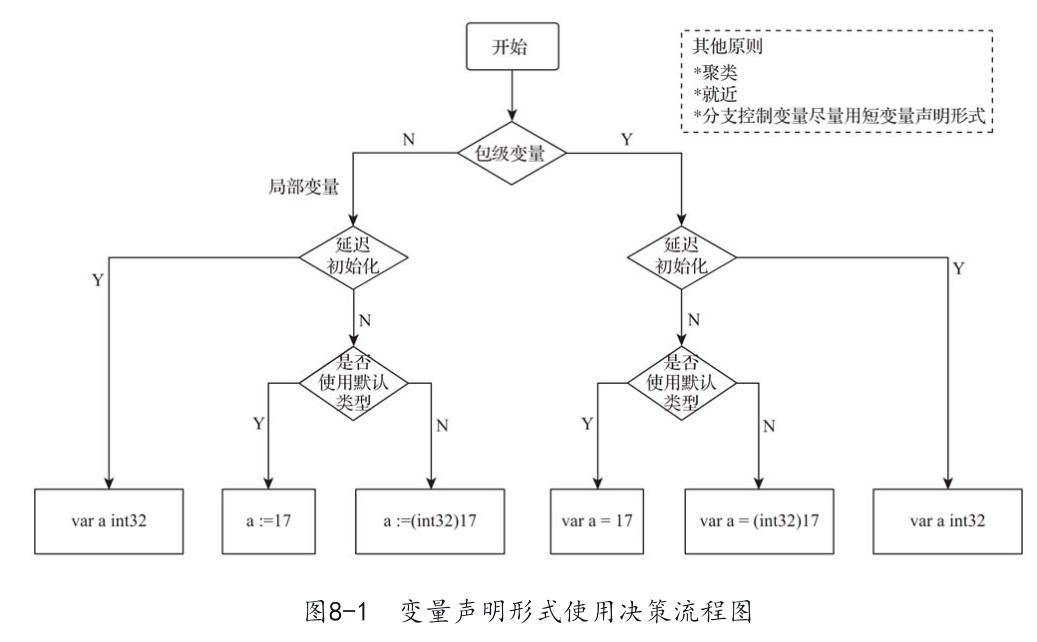 开始
其他原则
*聚类
*就近
*分支控制变量尽量用短变量声明形式
N
包级变量
Y
局部变量
延迟
初始化
延迟
初始化
Y
Y
N
N
是否
使用默认
类型
是否
使用默认
类型
Y
N
Y
N
var a int32
a :=17
a :=(int32)17
var a = 17
var a = (int32)17
var a int32
图8-1 变量声明形式使用决策流程图